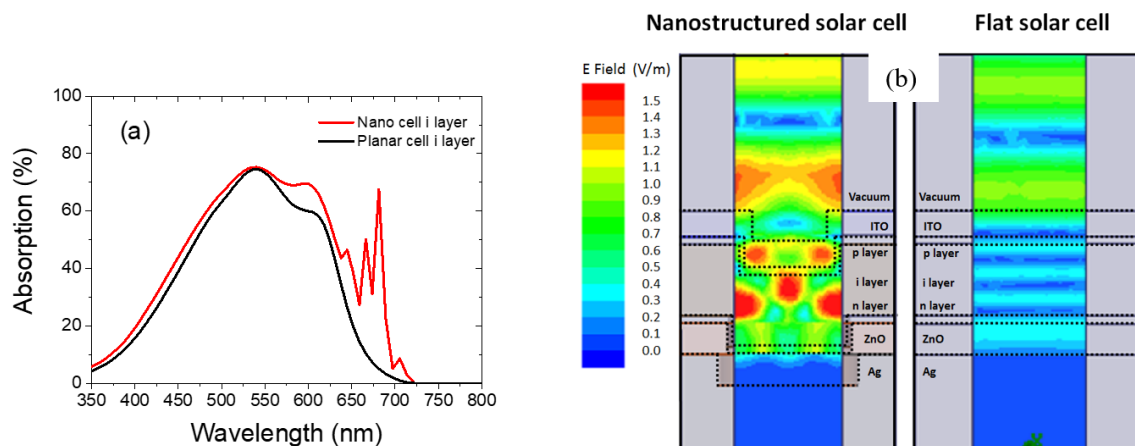 Nanostructured solar cell
Flat solar cell
(a)
Nano cell i layer
Planar cell i layer
Absorption (%)
100
80
60
40
20
0
350 400 450 500 550 600 650 700 750 800
Wavelength (nm)
E Field (V/m)
1.5
1.4
1.3
1.2
1.1
1.0
0.9
0.8
0.7
0.6
0.5
0.4
0.3
0.2
0.1
0.0
(b)
Vacuum
ITO
p layer
i layer
n layer
ZnO
Ag
Vacuum
ITO
p layer
i layer
n layer
ZnO
Ag